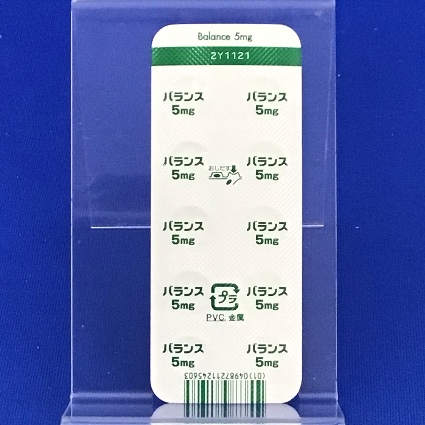 Balance 5mg
2Y1121
バランス 5mg バランス 5mg
バランス 5mg おしだす バランス 5mg
バランス 5mg バランス 5mg
バランス 5mg プラ バランス 5mg
PVC, 金属
バランス 5mg バランス 5mg
(01)04987211245603